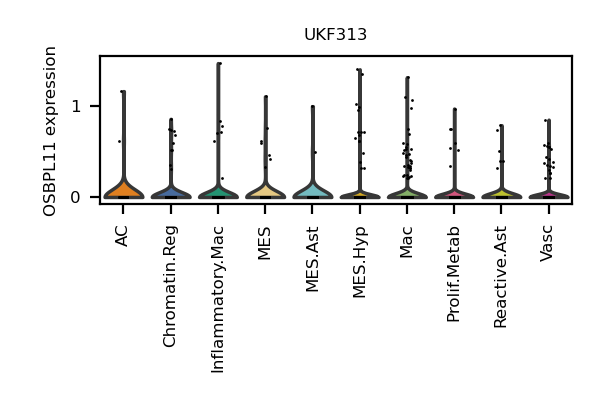 UKF313
OSBPL11 expression
1
0
AC
Chromatin.Reg
Inflammatory.Mac
MES
MES.Ast
MES.Hyp
Mac
Prolif.Metab
Reactive.Ast
Vasc